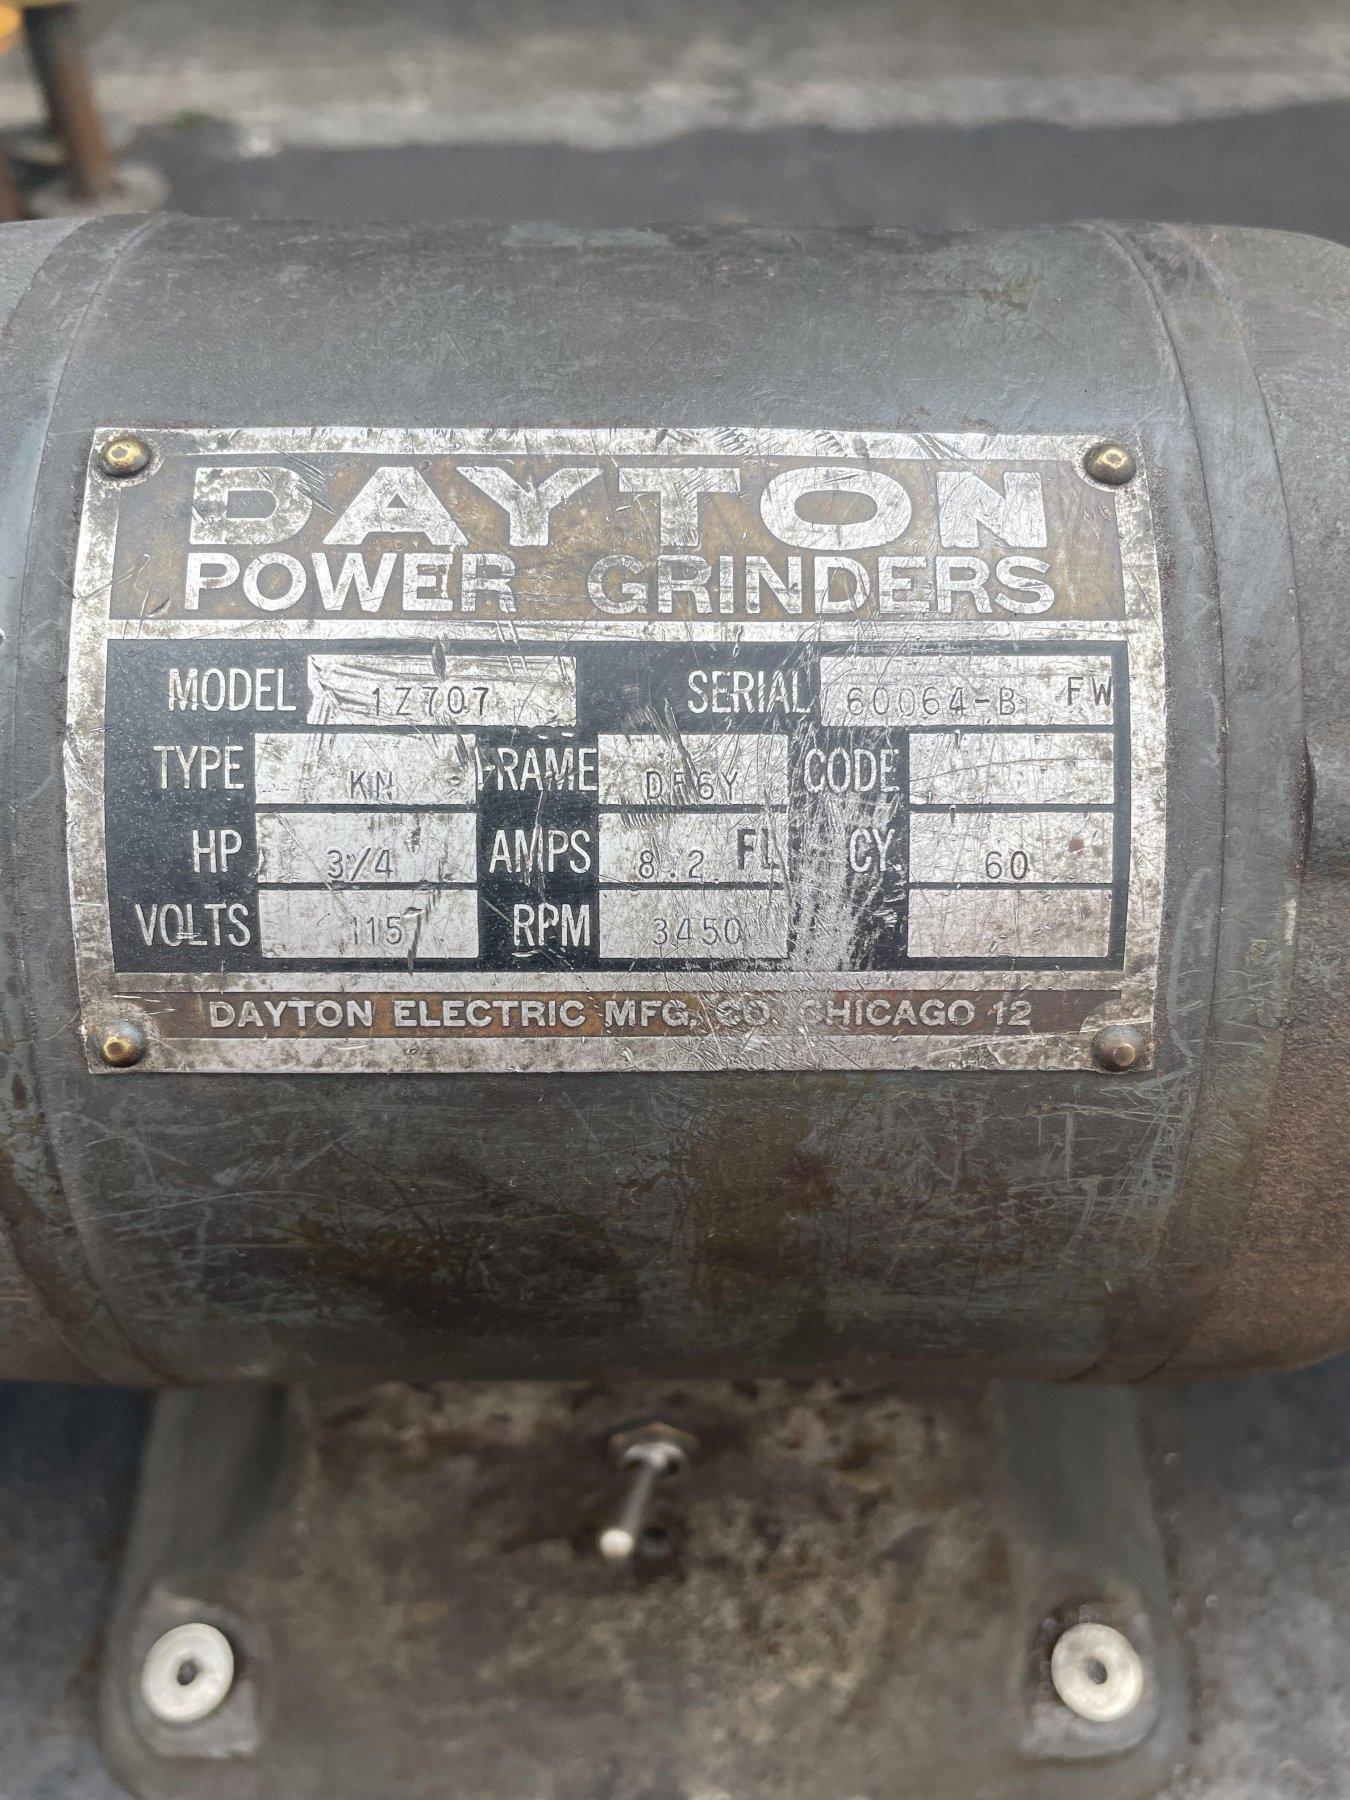 DAYTON
POWER GRINDERS
MODEL 1Z707 SERIAL 60064-B FW
TYPE KN FRAME DF6Y CODE
HP 3/4 AMPS 8.2 FL CY. 60
VOLTS 115 RPM 3450
DAYTON ELECTRIC MFG. CO. CHICAGO 12